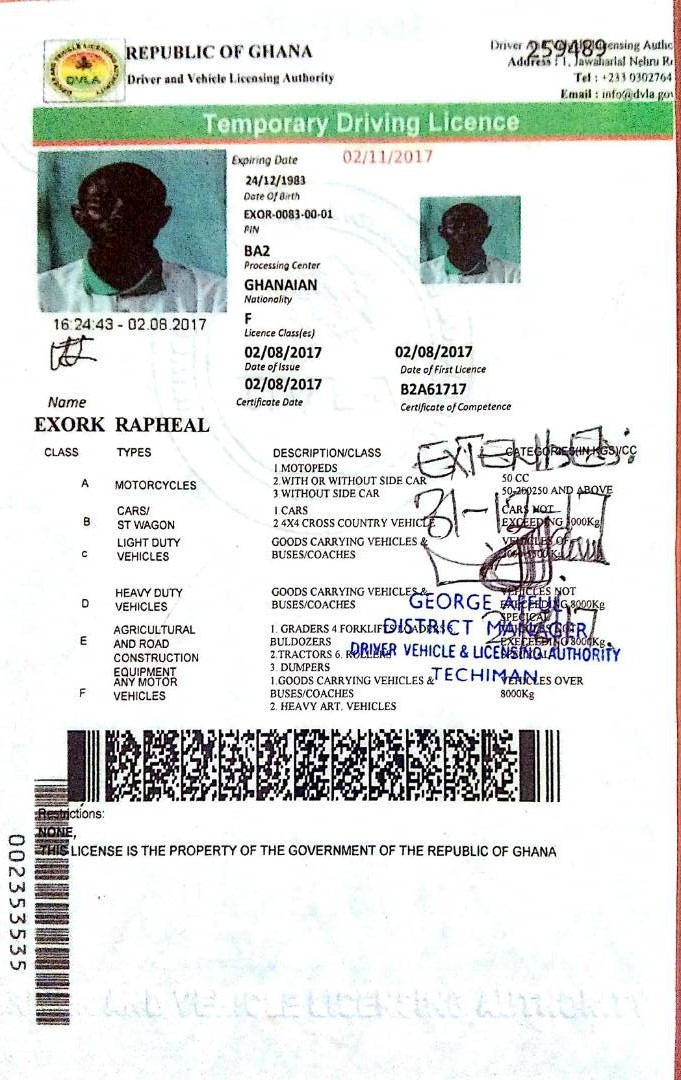 259489
REPUBLIC OF GHANA
Driver and Vehicle Licensing Authority
DVLA
Driver Licensing Autho
Address : 1, Jawaharlal Nehru R
Tel : +233 0302764
Email : info@dvla.gov
Temporary Driving Licence
Expiring Date 02/11/2017
24/12/1983
Date Of Birth
EXOR-0083-00-01
PIN
BA2
Processing Center
GHANAIAN
Nationality
F
Licence Class(es)
16:24:43 - 02.08.2017
02/08/2017 02/08/2017
Date of Issue Date of First Licence
02/08/2017 B2A61717
Certificate Date Certificate of Competence
Name
EXORK RAPHEAL
CLASS TYPES DESCRIPTION/CLASS CATEGORIES(IN KGS)/CC
A MOTORCYCLES
1.MOTOPEDS
2.WITH OR WITHOUT SIDE CAR 50 CC
3 WITHOUT SIDE CAR 50-200250 AND ABOVE
B CARS/ ST WAGON
1 CARS CARS NOT
2 4X4 CROSS COUNTRY VEHICLE EXCEEDING 3000Kg
C LIGHT DUTY VEHICLES
GOODS CARRYING VEHICLES & VEHICLES OF
BUSES/COACHES
D HEAVY DUTY VEHICLES
GOODS CARRYING VEHICLES & VEHICLES NOT
BUSES/COACHES EXCEEDING 8000Kg
E AGRICULTURAL AND ROAD CONSTRUCTION EQUIPMENT
SPECIAL
1. GRADERS 4 FORKLIFTS
BULDOZERS EXCEEDING 8000Kg.
2.TRACTORS 6. ROLLERS
3. DUMPERS
F ANY MOTOR VEHICLES
1.GOODS CARRYING VEHICLES & VEHICLES OVER
BUSES/COACHES 8000Kg
2. HEAVY ART. VEHICLES
EXTENDED:
31-12-17
GEORGE AFFUL
DISTRICT MANAGER
DRIVER VEHICLE & LICENSING AUTHORITY
TECHIMAN
Restrictions:
NONE,
THIS LICENSE IS THE PROPERTY OF THE GOVERNMENT OF THE REPUBLIC OF GHANA
002353535